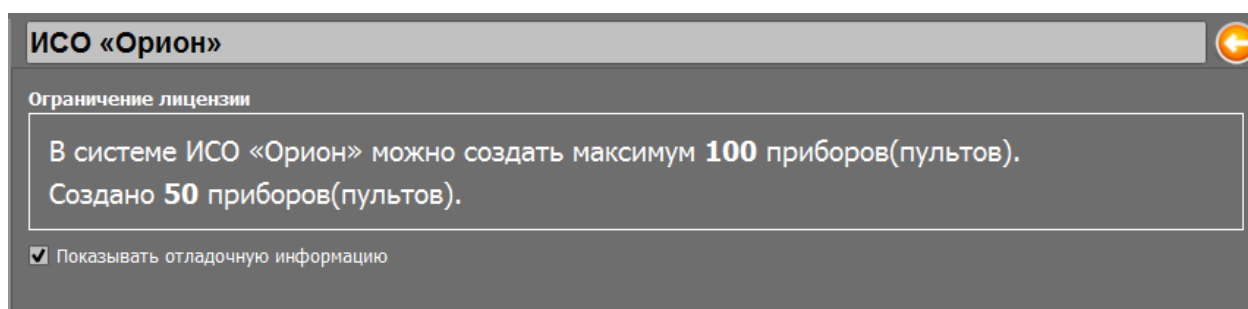 ИСО «Орион»
Ограничение лицензии
В системе ИСО «Орион» можно создать максимум 100 приборов(пультов).
Создано 50 приборов(пультов).
Показывать отладочную информацию